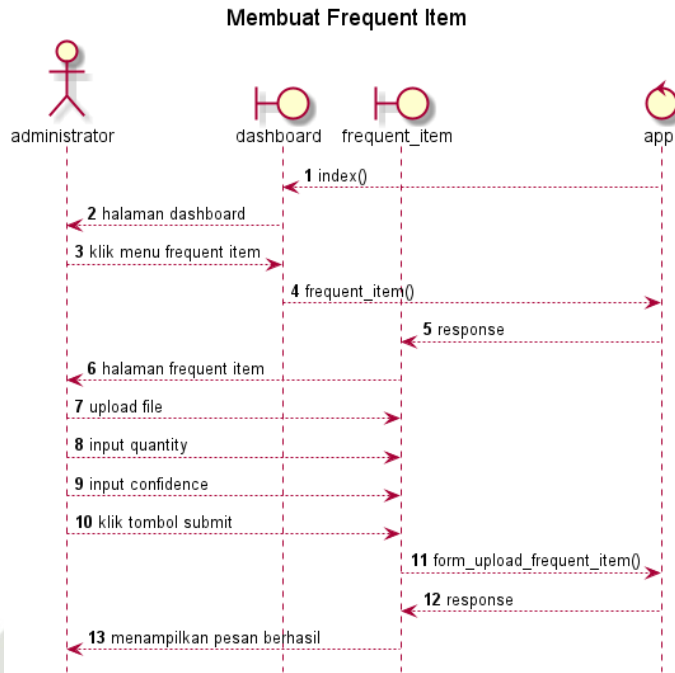 Membuat Frequent Item
administrator
dashboard
frequent_item
app
1 index()
2 halaman dashboard
3 klik menu frequent item
4 frequent_item()
5 response
6 halaman frequent item
7 upload file
8 input quantity
9 input confidence
10 klik tombol submit
11 form_upload_frequent_item()
12 response
13 menampilkan pesan berhasil